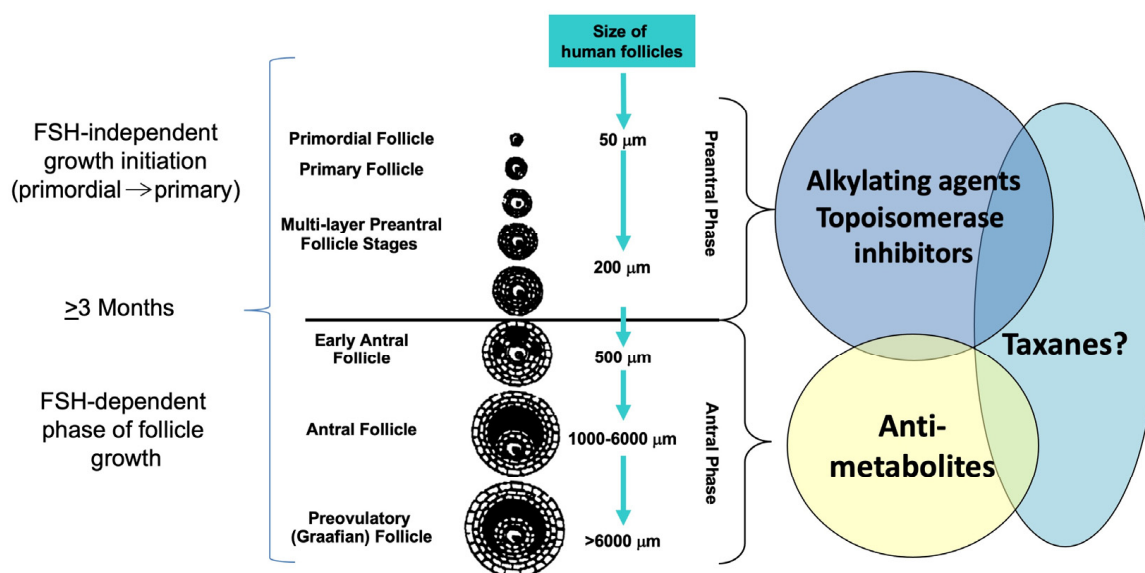 Size of
human follicles
FSH-independent
growth initiation
(primordial → primary)
≥3 Months
FSH-dependent
phase of follicle
growth
Primordial Follicle
Primary Follicle
Multi-layer Preantral
Follicle Stages
Early Antral
Follicle
Antral Follicle
Preovulatory
(Graafian) Follicle
50 µm
200 µm
500 µm
1000-6000 µm
>6000 µm
Preantral Phase
Antral Phase
Alkylating agents
Topoisomerase
inhibitors
Taxanes?
Anti-
metabolites